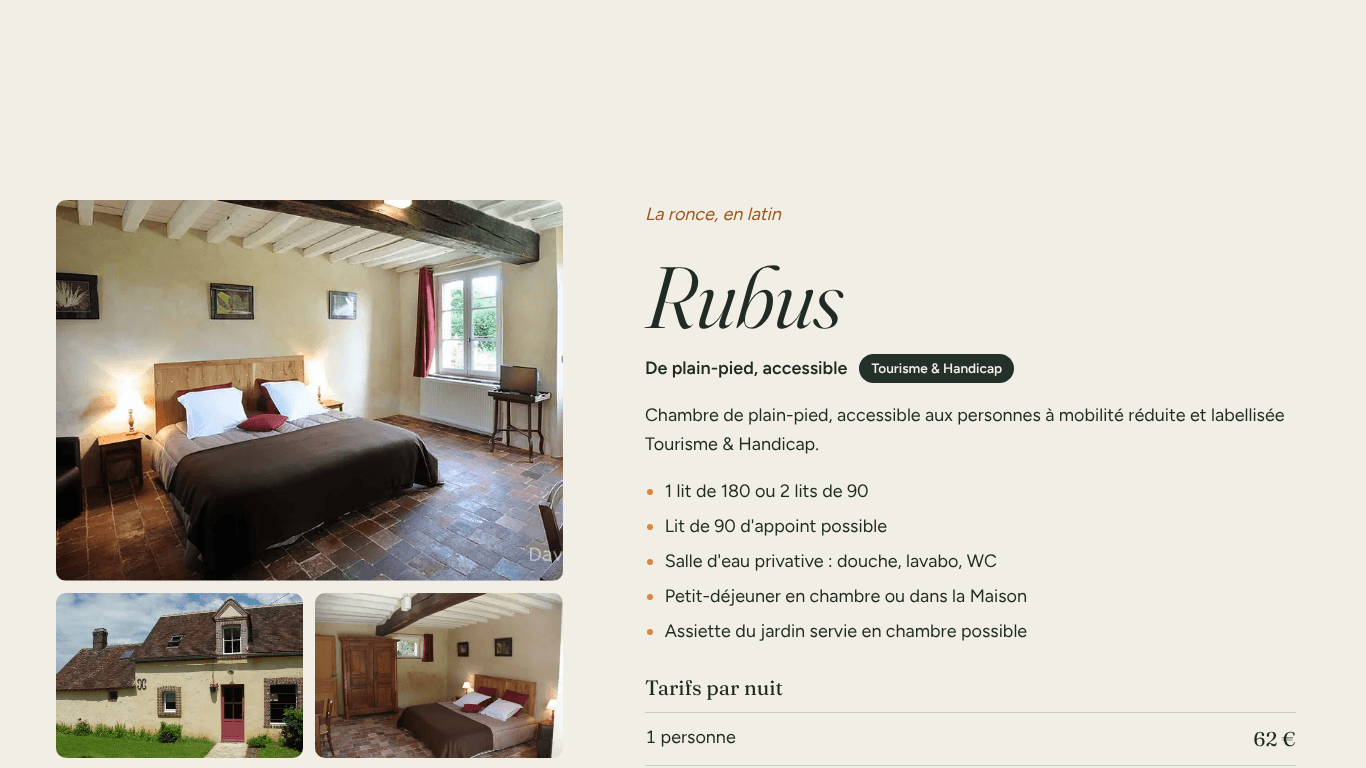 La ronce, en latin
Rubus
De plain-pied, accessible
Tourisme & Handicap
Chambre de plain-pied, accessible aux personnes à mobilité réduite et labellisée
Tourisme & Handicap.
1 lit de 180 ou 2 lits de 90
Lit de 90 d'appoint possible
Salle d'eau privative : douche, lavabo, WC
Petit-déjeuner en chambre ou dans la Maison
Assiette du jardin servie en chambre possible
Tarifs par nuit
1 personne 62 €
Dav